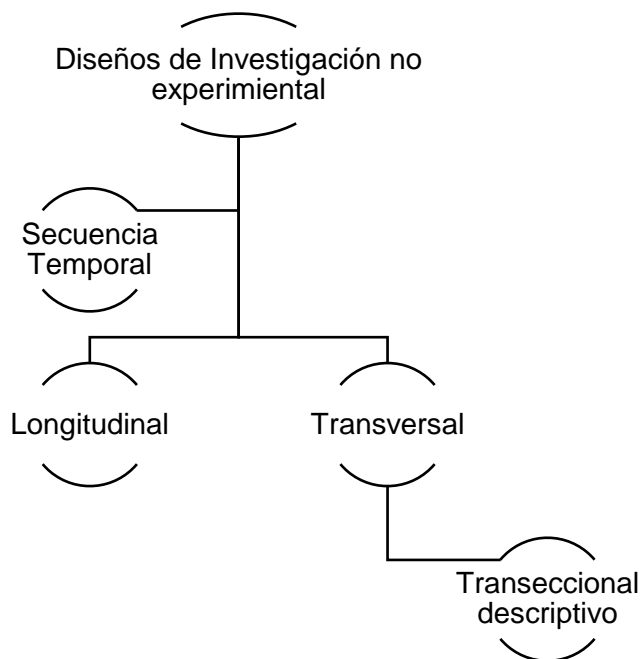 Diseños de Investigación no
experimiental
Secuencia
Temporal
Longitudinal
Transversal
Transeccional
descriptivo